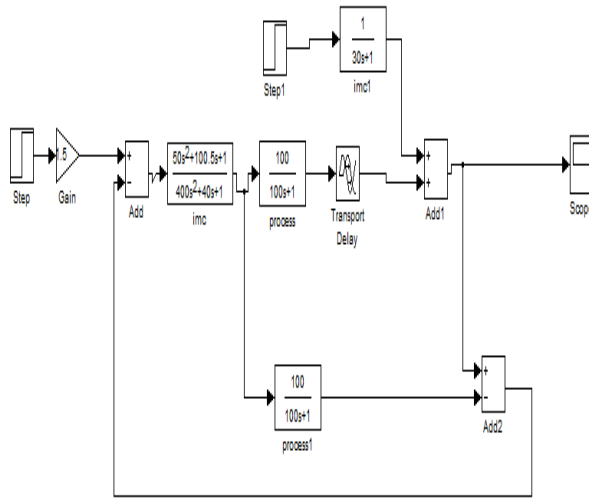 Step1
1
30s+1
imc1
Step
1.5
Gain
+
−
Add
50s²+100.5s+1
400s²+40s+1
imc
100
100s+1
process
Transport
Delay
+
+
Add1
Scope
100
100s+1
process1
+
−
Add2